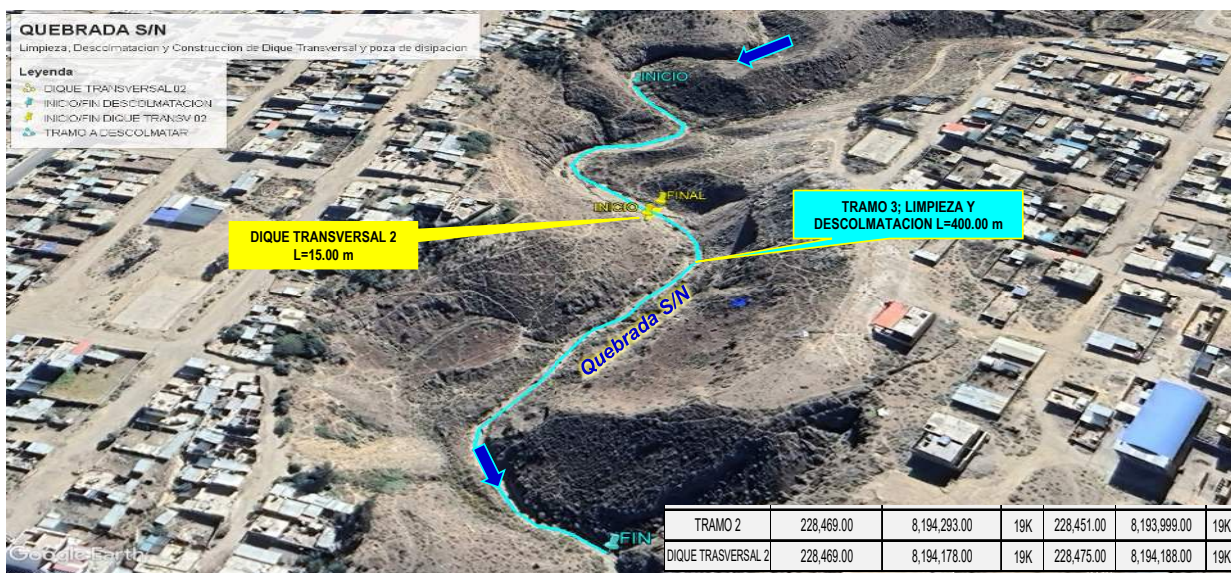 QUEBRADA S/N
Limpieza, Descolmatacion y Construccion de Dique Transversal y poza de disipacion
Leyenda
DIQUE TRANSVERSAL 02
INICIO/FIN DESCOLMATACION
INICIO/FIN DIQUE TRANSV 02
TRAMO A DESCOLMATAR
INICIO
FINAL
INICIO
TRAMO 3; LIMPIEZA Y
DESCOLMATACION L=400.00 m
DIQUE TRANSVERSAL 2
L=15.00 m
Quebrada S/N
FIN
TRAMO 2 228,469.00 8,194,293.00 19K 228,451.00 8,193,999.00 19K
DIQUE TRASVERSAL 2 228,469.00 8,194,178.00 19K 228,475.00 8,194,188.00 19K
Google Earth